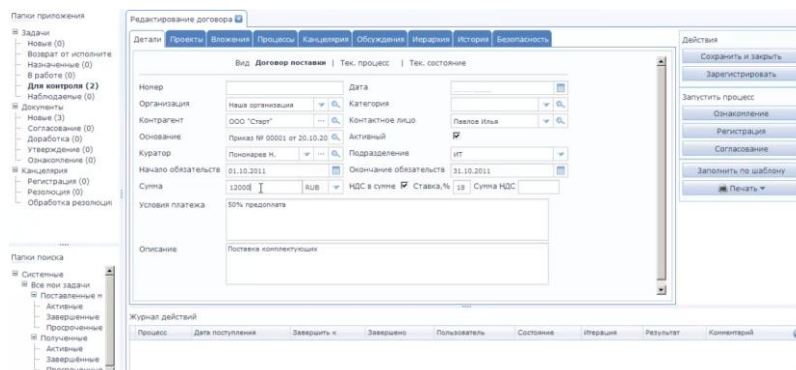 Папки приложения
Задачи
Новые (0)
Возврат от исполните
Назначенные (0)
В работе (0)
Для контроля (2)
Наблюдаемые (0)
Документы
Новые (3)
Согласование (0)
Доработка (0)
Утверждение (0)
Ознакомление (0)
Канцелярия
Регистрация (0)
Резолюция (0)
Обработка резолюци
Папки поиска
Системные
Все мои задачи
Поставленные
Активные
Завершенные
Просроченные
Полученные
Активные
Завершённые
Просроченные
Редактирование договора
Детали Проекты Вложения Процессы Канцелярия Обсуждения Иерархия История Безопасность
Вид Договор поставки | Тек. процесс | Тек. состояние
Номер Дата
Организация Наша организация Категория
Контрагент ООО "Старт" Контактное лицо Павлов Илья
Основание Приказ № 00001 от 20.10.20 Активный
Куратор Пономарев Н. Подразделение ИТ
Начало обязательств 01.10.2011 Окончание обязательств 31.10.2011
Сумма 12000 RUB НДС в сумме Ставка,% 18 Сумма НДС
Условия платежа 50% предоплата
Описание Поставка комплектующих
Журнал действий
Процесс Дата поступления Завершить к Завершено Пользователь Состояние Итерация Результат Комментарий
Действия
Сохранить и закрыть
Зарегистрировать
Запустить процесс
Ознакомление
Регистрация
Согласование
Заполнить по шаблону
Печать